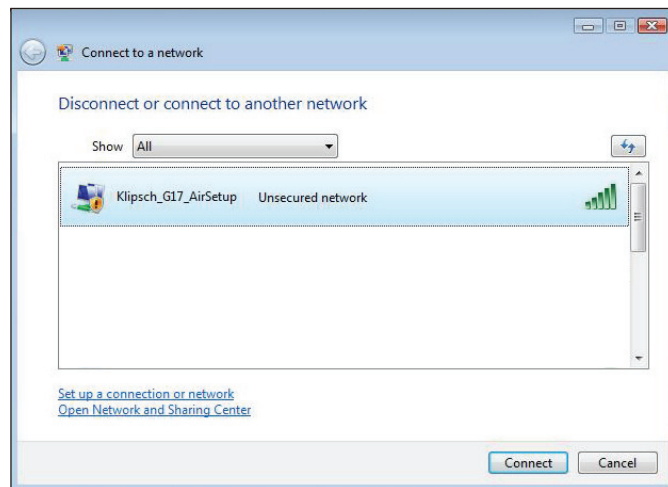 Connect to a network
Disconnect or connect to another network
Show All
Klipsch_G17_AirSetup Unsecured network
Set up a connection or network
Open Network and Sharing Center
Connect Cancel